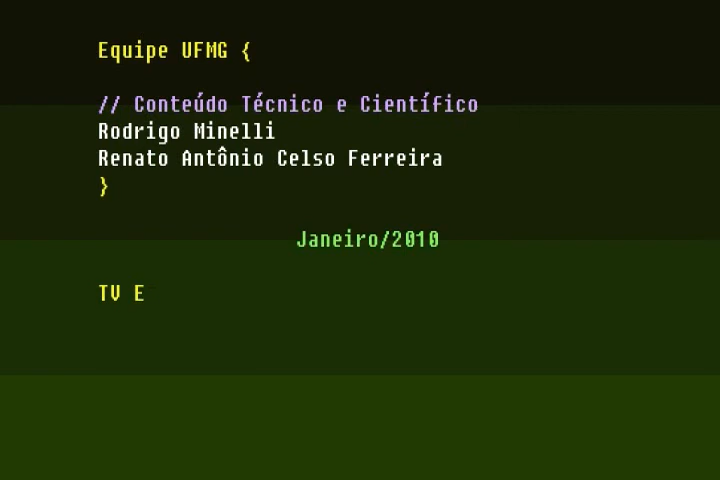 Equipe UFMG {
// Conteúdo Técnico e Científico
Rodrigo Minelli
Renato Antônio Celso Ferreira
}
Janeiro/2010
TV E